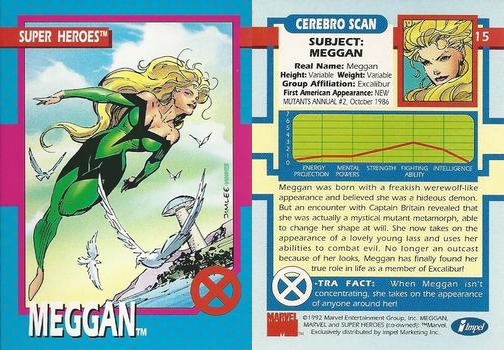 SUPER HEROES™
JIM LEE
MEGGAN™
CEREBRO SCAN
15
SUBJECT:
MEGGAN
Real Name: Meggan
Height: Variable Weight: Variable
Group Affiliation: Excalibur
First American Appearance: NEW
MUTANTS ANNUAL #2, October 1986
7
6
5
4
3
2
1
ENERGY PROJECTION
MENTAL POWERS
STRENGTH
FIGHTING ABILITY
INTELLIGENCE
Meggan was born with a freakish werewolf-like
appearance and believed she was a hideous demon.
But an encounter with Captain Britain revealed that
she was actually a mystical mutant metamorph, able
to change her shape at will. She now takes on the
appearance of a lovely young lass and uses her
abilities to combat evil. No longer an outcast
because of her looks, Meggan has finally found her
true role in life as a member of Excalibur!
X-TRA FACT: When Meggan isn't
concentrating, she takes on the appearance of
anyone around her!
MARVEL
©1992 Marvel Entertainment Group, Inc. MEGGAN,
MARVEL and SUPER HEROES (co-owned): ™Marvel.
Exclusively distributed by Impel Marketing Inc.
Impel